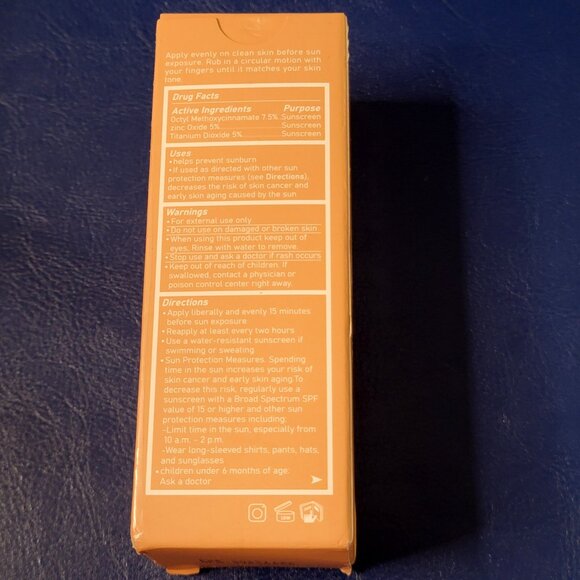 Apply evenly on clean skin before sun
exposure. Rub in a circular motion with
your fingers until it matches your skin
tone.
Drug Facts
Active Ingredients Purpose
Octyl Methoxycinnamate 7.5%...Sunscreen
zinc Oxide 5%...Sunscreen
Titanium Dioxide 5%...Sunscreen
Uses
• helps prevent sunburn
• if used as directed with other sun
protection measures (see Directions),
decreases the risk of skin cancer and
early skin aging caused by the sun
Warnings
• For external use only
• Do not use on damaged or broken skin
• When using this product keep out of
eyes. Rinse with water to remove.
• Stop use and ask a doctor if rash occurs
• Keep out of reach of children. If
swallowed, contact a physician or
poison control center right away.
Directions
• Apply liberally and evenly 15 minutes
before sun exposure
• Reapply at least every two hours
• Use a water-resistant sunscreen if
swimming or sweating
• Sun Protection Measures. Spending
time in the sun increases your risk of
skin cancer and early skin aging.To
decrease this risk, regularly use a
sunscreen with a Broad Spectrum SPF
value of 15 or higher and other sun
protection measures including:
-Limit time in the sun, especially from
10 a.m. - 2 p.m.
-Wear long-sleeved shirts, pants, hats,
and sunglasses
• children under 6 months of age:
Ask a doctor